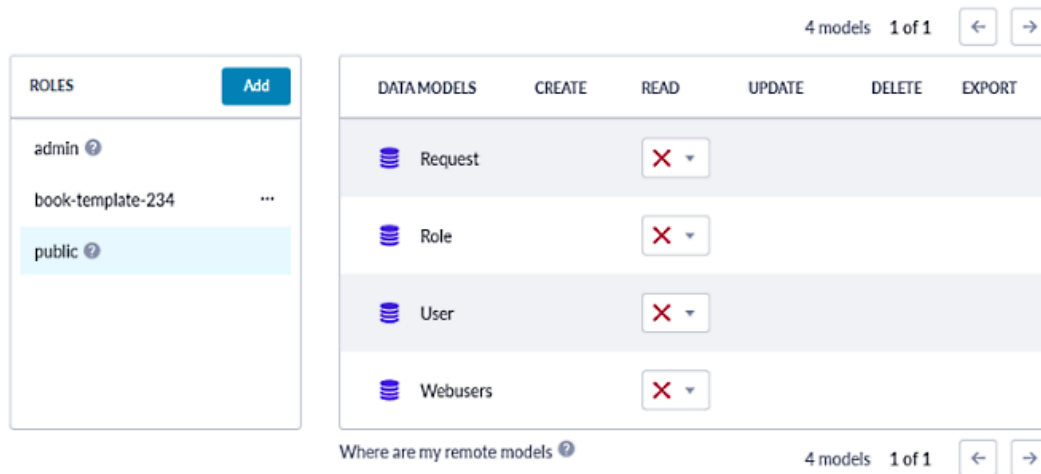 4 models 1 of 1
ROLES Add
admin
book-template-234 ...
public
DATA MODELS CREATE READ UPDATE DELETE EXPORT
Request
Role
User
Webusers
Where are my remote models
4 models 1 of 1